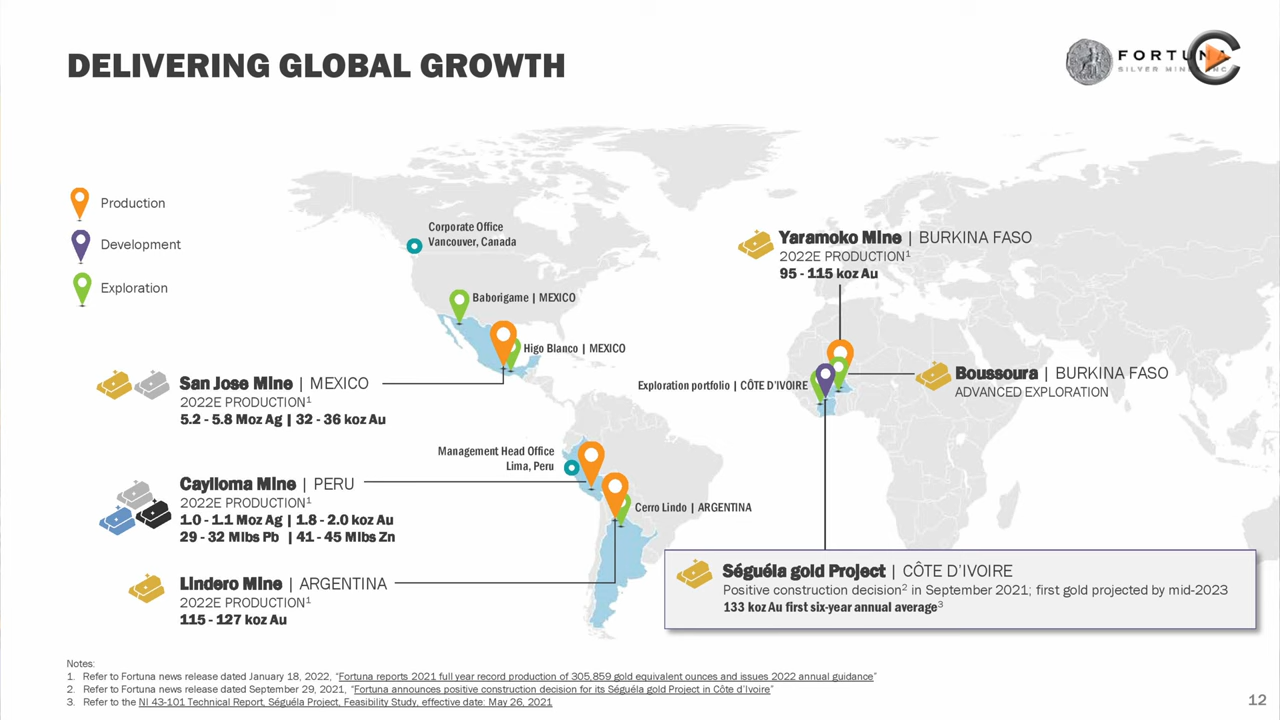 DELIVERING GLOBAL GROWTH
FORTUNA
SILVER MINES INC
Production
Development
Exploration
Corporate Office
Vancouver, Canada
Baborigame | MEXICO
Higo Blanco | MEXICO
San Jose Mine | MEXICO
2022E PRODUCTION¹
5.2 - 5.8 Moz Ag | 32 - 36 koz Au
Management Head Office
Lima, Peru
Caylloma Mine | PERU
2022E PRODUCTION¹
1.0 - 1.1 Moz Ag | 1.8 - 2.0 koz Au
29 - 32 Mlbs Pb | 41 - 45 Mlbs Zn
Cerro Lindo | ARGENTINA
Lindero Mine | ARGENTINA
2022E PRODUCTION¹
115 - 127 koz Au
Yaramoko Mine | BURKINA FASO
2022E PRODUCTION¹
95 - 115 koz Au
Boussoura | BURKINA FASO
ADVANCED EXPLORATION
Exploration portfolio | CÔTE D'IVOIRE
Séguéla gold Project | CÔTE D'IVOIRE
Positive construction decision² in September 2021; first gold projected by mid-2023
133 koz Au first six-year annual average³
Notes:
1. Refer to Fortuna news release dated January 18, 2022, "Fortuna reports 2021 full year record production of 305,859 gold equivalent ounces and issues 2022 annual guidance"
2. Refer to Fortuna news release dated September 29, 2021, "Fortuna announces positive construction decision for its Séguéla gold Project in Côte d'Ivoire"
3. Refer to the NI 43-101 Technical Report, Séguéla Project, Feasibility Study, effective date: May 26, 2021
12